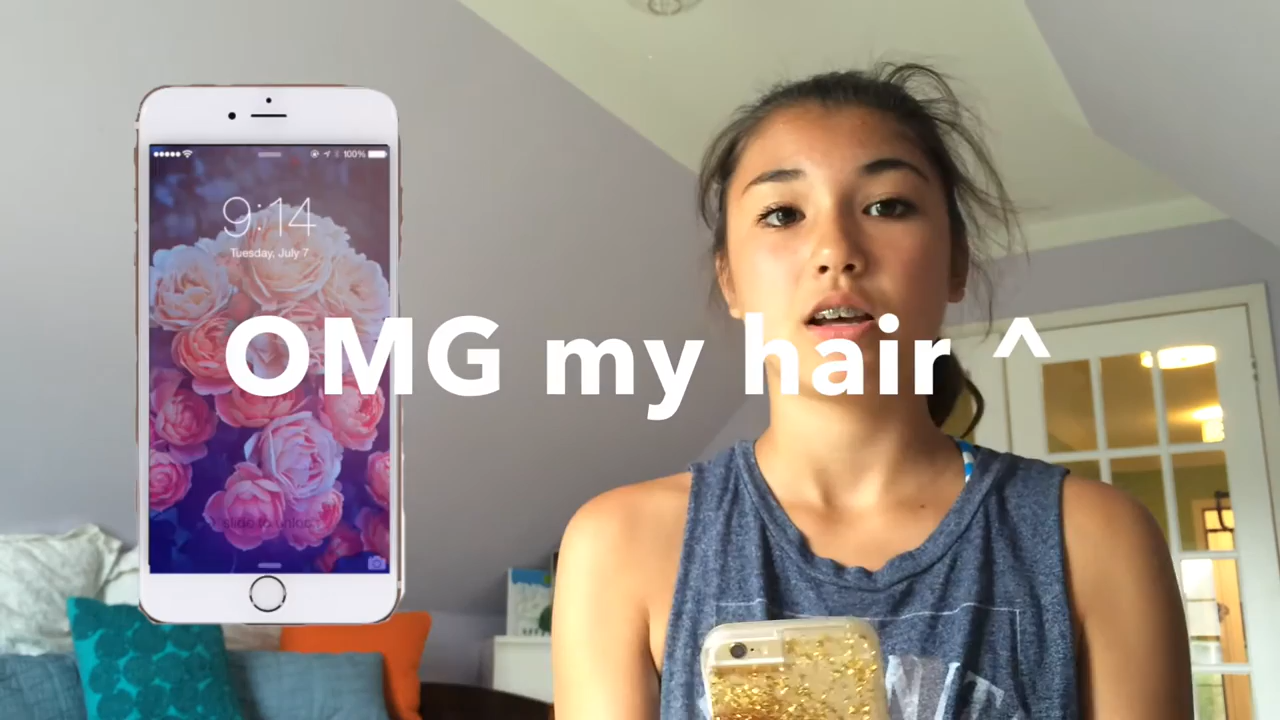 100%
9:14
Tuesday, July 7
slide to unlock
OMG my hair ^